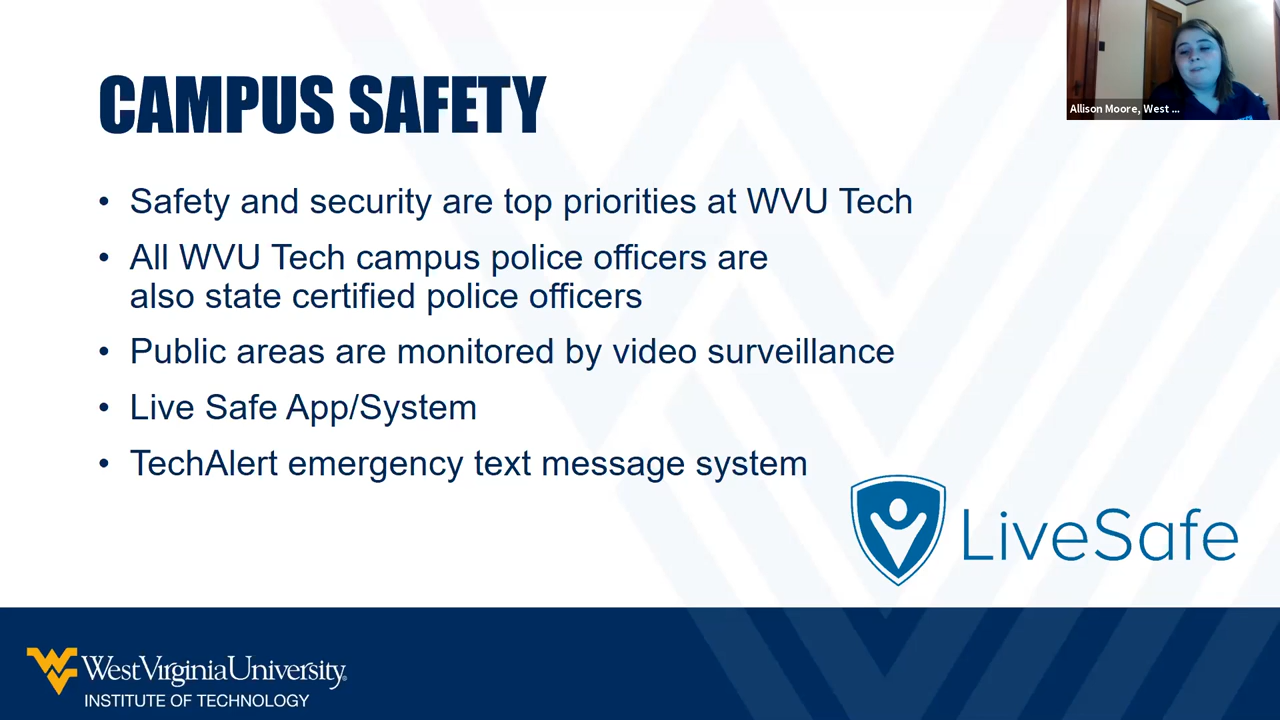 CAMPUS SAFETY
Allison Moore, West ...
• Safety and security are top priorities at WVU Tech
• All WVU Tech campus police officers are
also state certified police officers
• Public areas are monitored by video surveillance
• Live Safe App/System
• TechAlert emergency text message system
LiveSafe
WestVirginiaUniversity.
INSTITUTE OF TECHNOLOGY